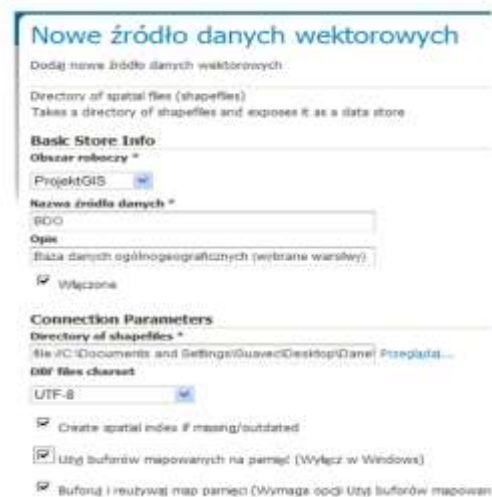 Nowe źródło danych wektorowych
Dodaj nowe źródło danych wektorowych
Directory of spatial files (shapefiles)
Takes a directory of shapefiles and exposes it as a data store
Basic Store Info
Obszar roboczy *
ProjektGIS
Nazwa źródła danych *
BDO
Opis
Baza danych ogólnogeograficznych (wybrane warstwy)
Włączone
Connection Parameters
Directory of shapefiles *
file://C:\Documents and Settings\Guavec\Desktop\Dane\ Przeglądaj...
DBF files charset
UTF-8
Create spatial index if missing/outdated
Użyj buforów mapowanych na pamięć (Wyłącz w Windows)
Buforuj i reużywaj map pamięci (Wymaga opcji Użyj buforów mapowan